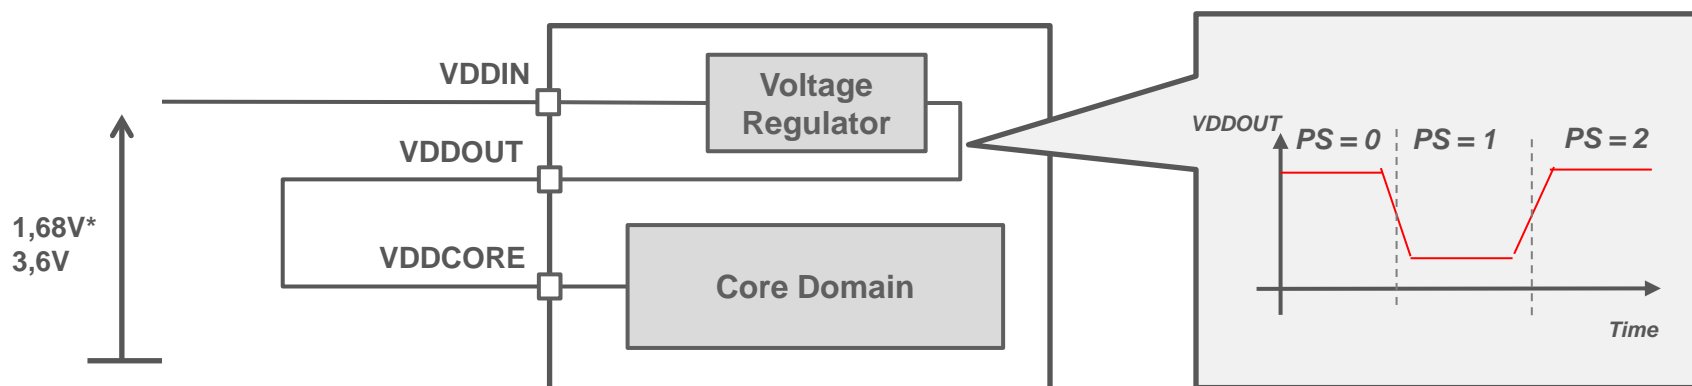 VDDIN
Voltage
Regulator
VDDOUT
1,68V*
3,6V
VDDCORE
Core Domain
VDDOUT
PS = 0
PS = 1
PS = 2
Time